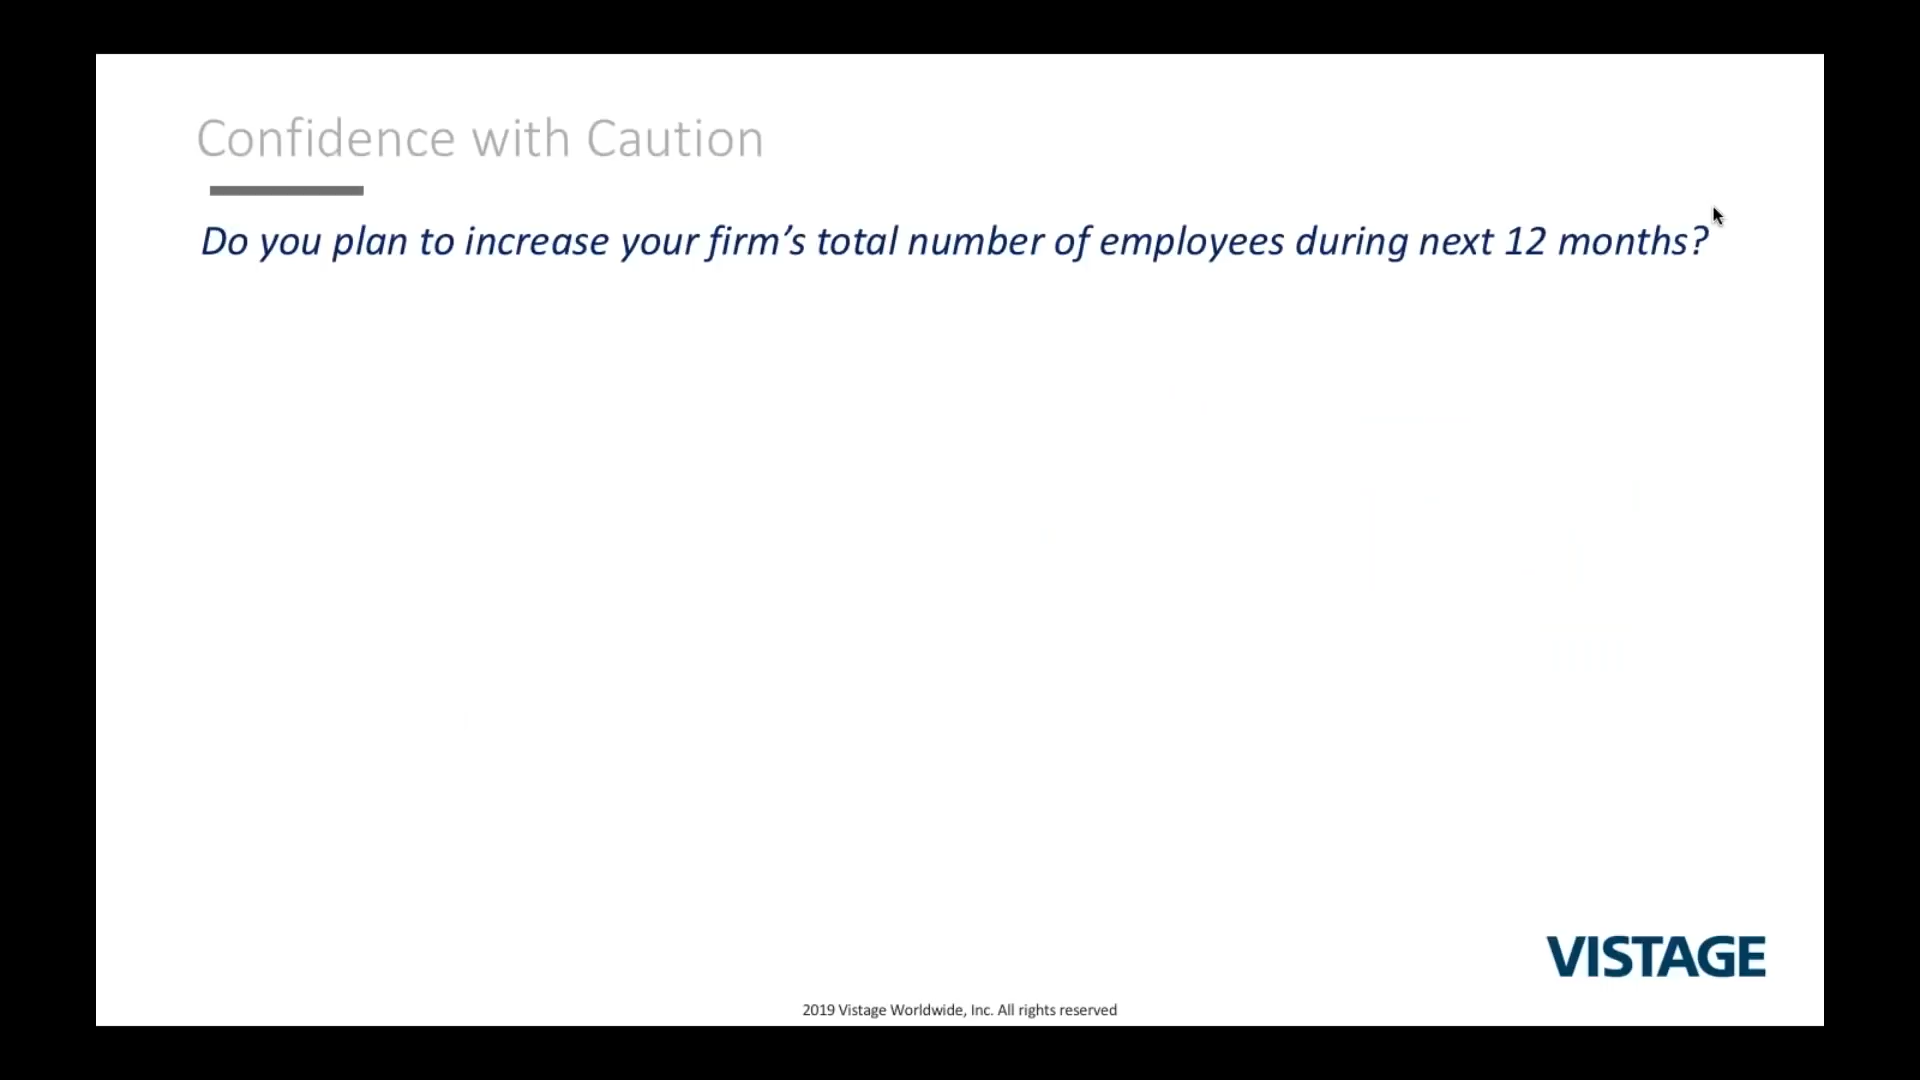 Confidence with Caution
Do you plan to increase your firm’s total number of employees during next 12 months?
VISTAGE
2019 Vistage Worldwide, Inc. All rights reserved